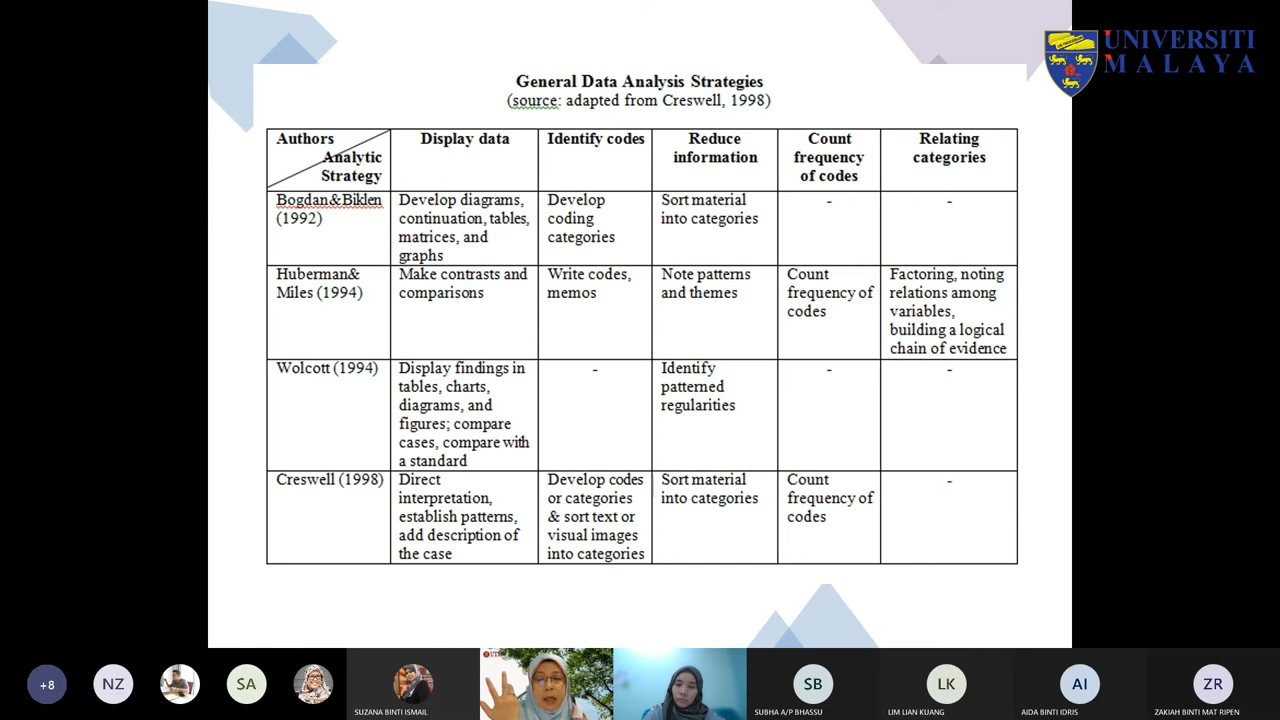 UNIVERSITI
MALAYA
General Data Analysis Strategies
(source: adapted from Creswell, 1998)
Authors
Analytic
Strategy
Display data
Identify codes
Reduce
information
Count
frequency
of codes
Relating
categories
Bogdan&Biklen
(1992)
Develop diagrams,
continuation, tables,
matrices, and
graphs
Develop
coding
categories
Sort material
into categories
-
-
Huberman&
Miles (1994)
Make contrasts and
comparisons
Write codes,
memos
Note patterns
and themes
Count
frequency of
codes
Factoring, noting
relations among
variables,
building a logical
chain of evidence
Wolcott (1994)
Display findings in
tables, charts,
diagrams, and
figures; compare
cases, compare with
a standard
-
Identify
patterned
regularities
-
-
Creswell (1998)
Direct
interpretation,
establish patterns,
add description of
the case
Develop codes
or categories
& sort text or
visual images
into categories
Sort material
into categories
Count
frequency of
codes
-
+8
NZ
SA
SUZANA BINTI ISMAIL
SB
SUBHA A/P BHASSU
LK
LIM LIAN KUANG
AI
AIDA BINTI IDRIS
ZR
ZAKIAH BINTI MAT RIPEN